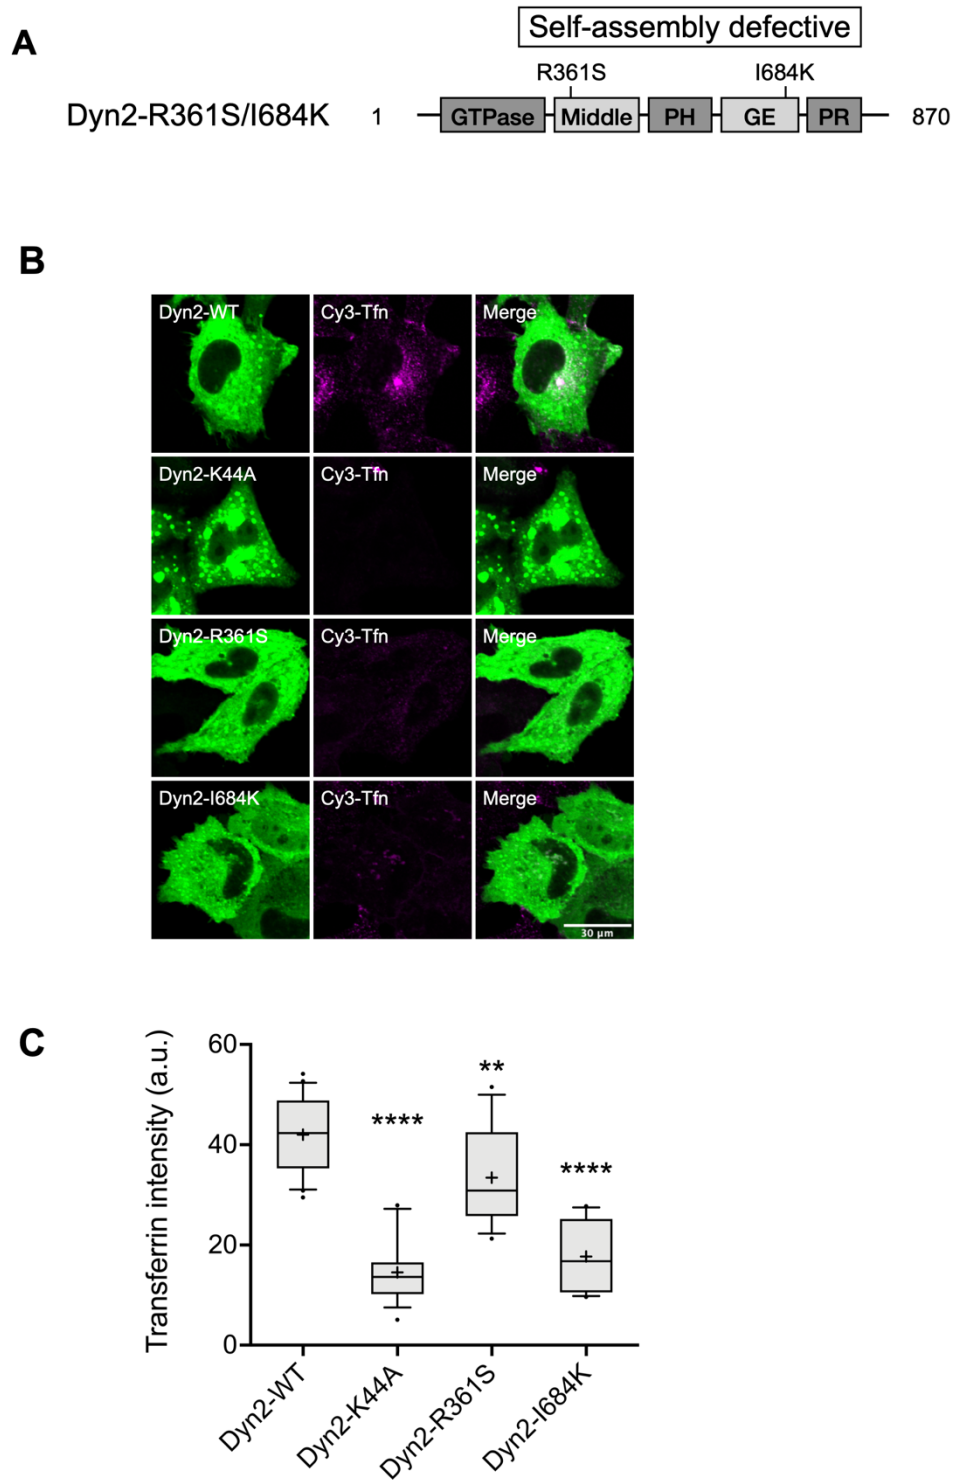 A
Self-assembly defective
R361S I684K
Dyn2-R361S/I684K 1 GTPase Middle PH GE PR 870
B
Dyn2-WT Cy3-Tfn Merge
Dyn2-K44A Cy3-Tfn Merge
Dyn2-R361S Cy3-Tfn Merge
Dyn2-I684K Cy3-Tfn Merge
30 µm
C
Transferrin intensity (a.u.)
60
40
20
0
**
****
****
Dyn2-WT
Dyn2-K44A
Dyn2-R361S
Dyn2-I684K